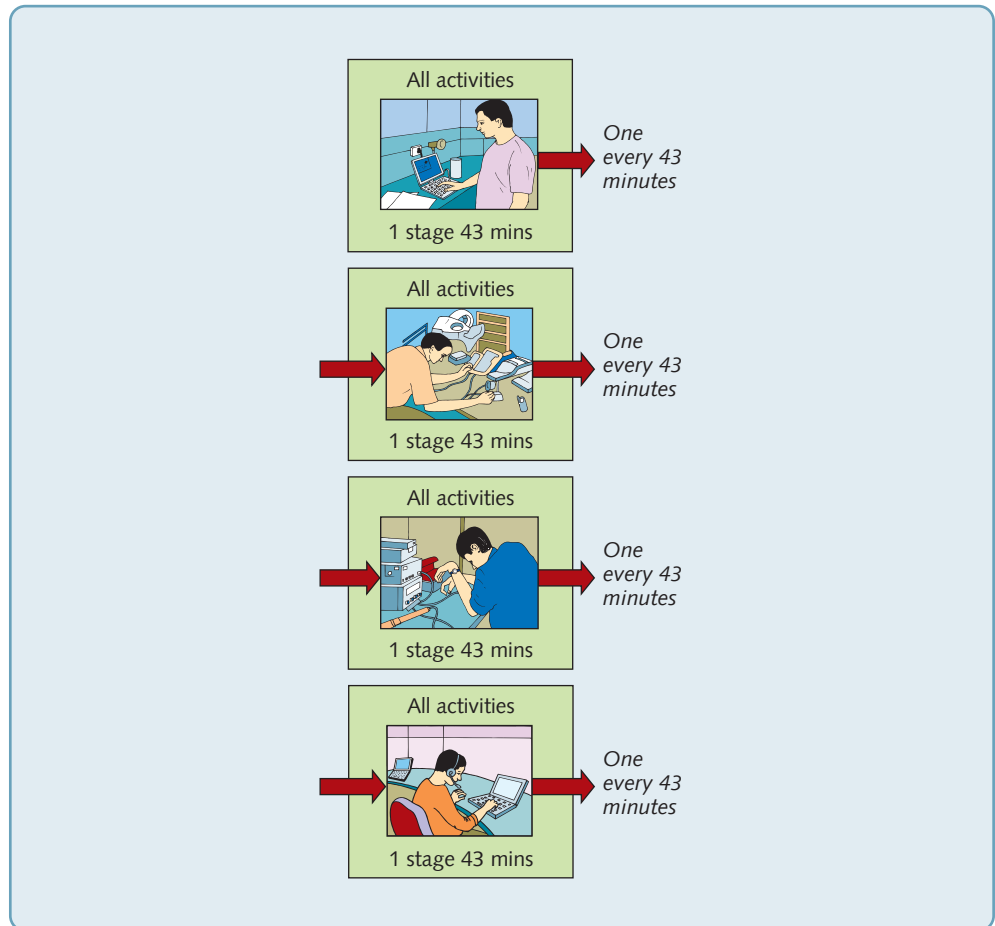 All activities
One
every 43
minutes
1 stage 43 mins
All activities
One
every 43
minutes
1 stage 43 mins
All activities
One
every 43
minutes
1 stage 43 mins
All activities
One
every 43
minutes
1 stage 43 mins